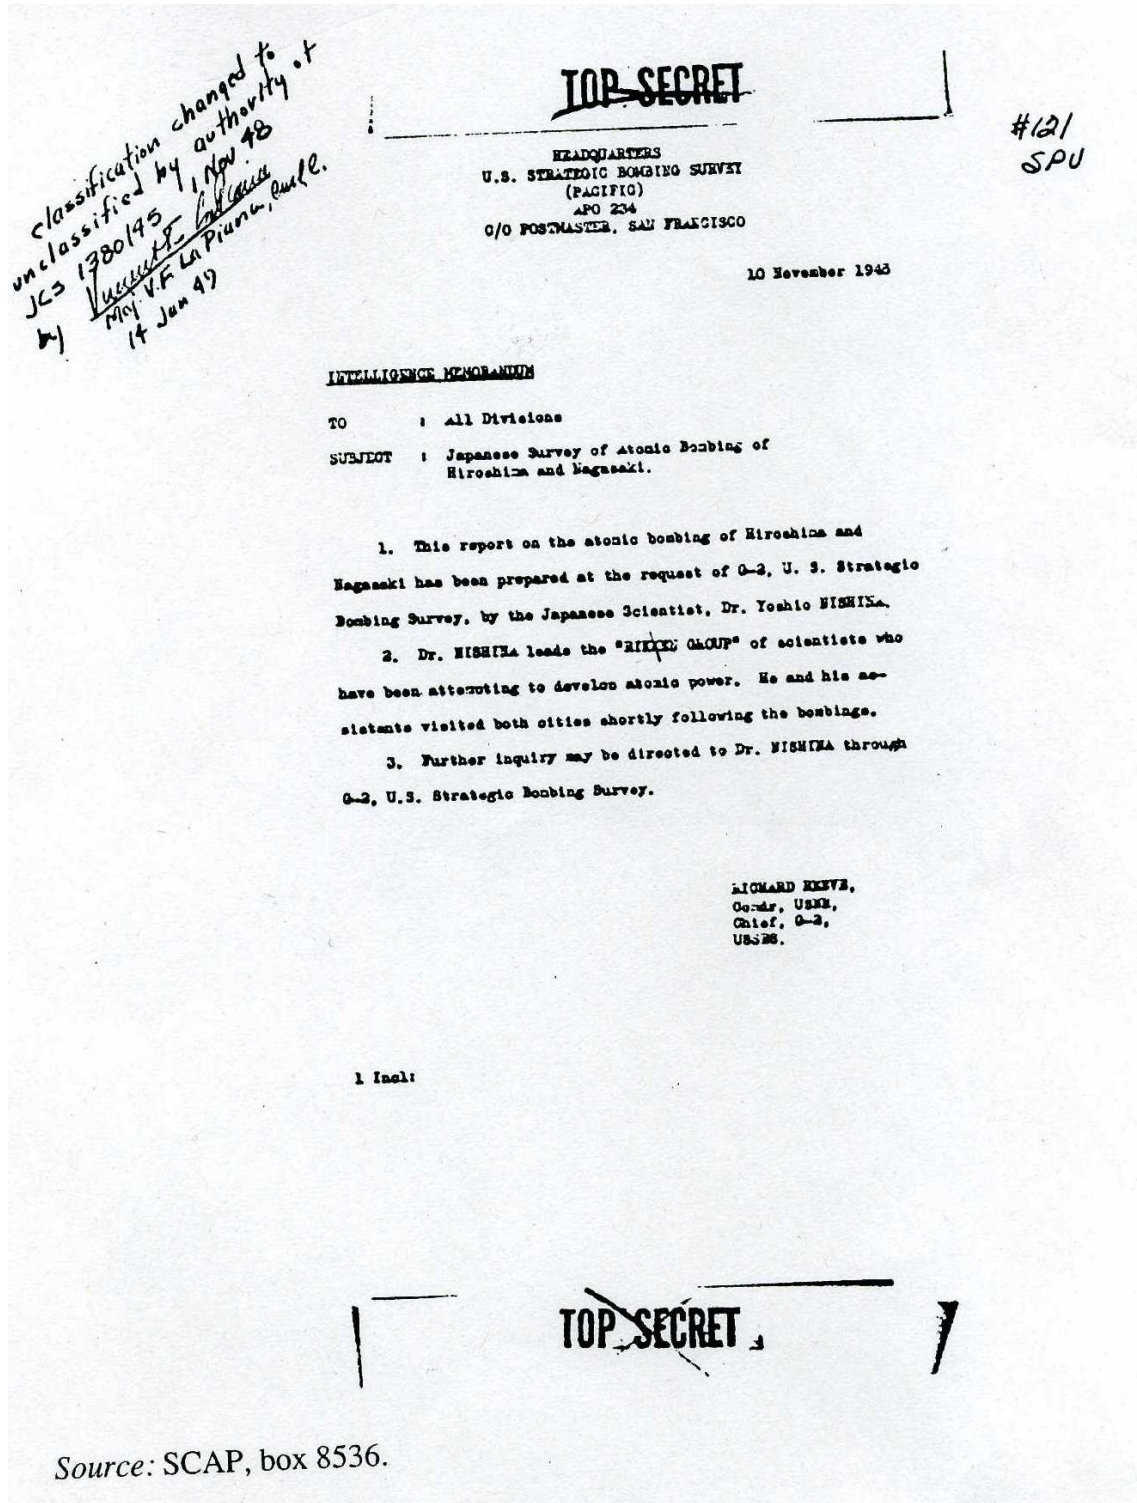 TOP SECRET
classification changed to
unclassified by authority of
JCS 1380/95 1 Nov 48
by
Maj. V.F. La Piana, Cav
14 Jan 49
#121
SPU
HEADQUARTERS
U.S. STRATEGIC BOMBING SURVEY
(PACIFIC)
APO 234
C/O POSTMASTER, SAN FRANCISCO
10 November 1945
INTELLIGENCE MEMORANDUM
TO : All Divisions
SUBJECT : Japanese Survey of Atomic Bombing of
Hiroshima and Nagasaki.
1. This report on the atomic bombing of Hiroshima and
Nagasaki has been prepared at the request of G-2, U. S. Strategic
Bombing Survey, by the Japanese Scientist, Dr. Yoshio NISHINA.
2. Dr. NISHINA leads the "RIKKEN GROUP" of scientists who
have been attempting to develop atomic power. He and his as-
sistants visited both cities shortly following the bombings.
3. Further inquiry may be directed to Dr. NISHINA through
G-2, U.S. Strategic Bombing Survey.
RICHARD
Comdr, USNR,
Chief, G-2,
USSBS.
1 Incl:
TOP SECRET
Source: SCAP, box 8536.